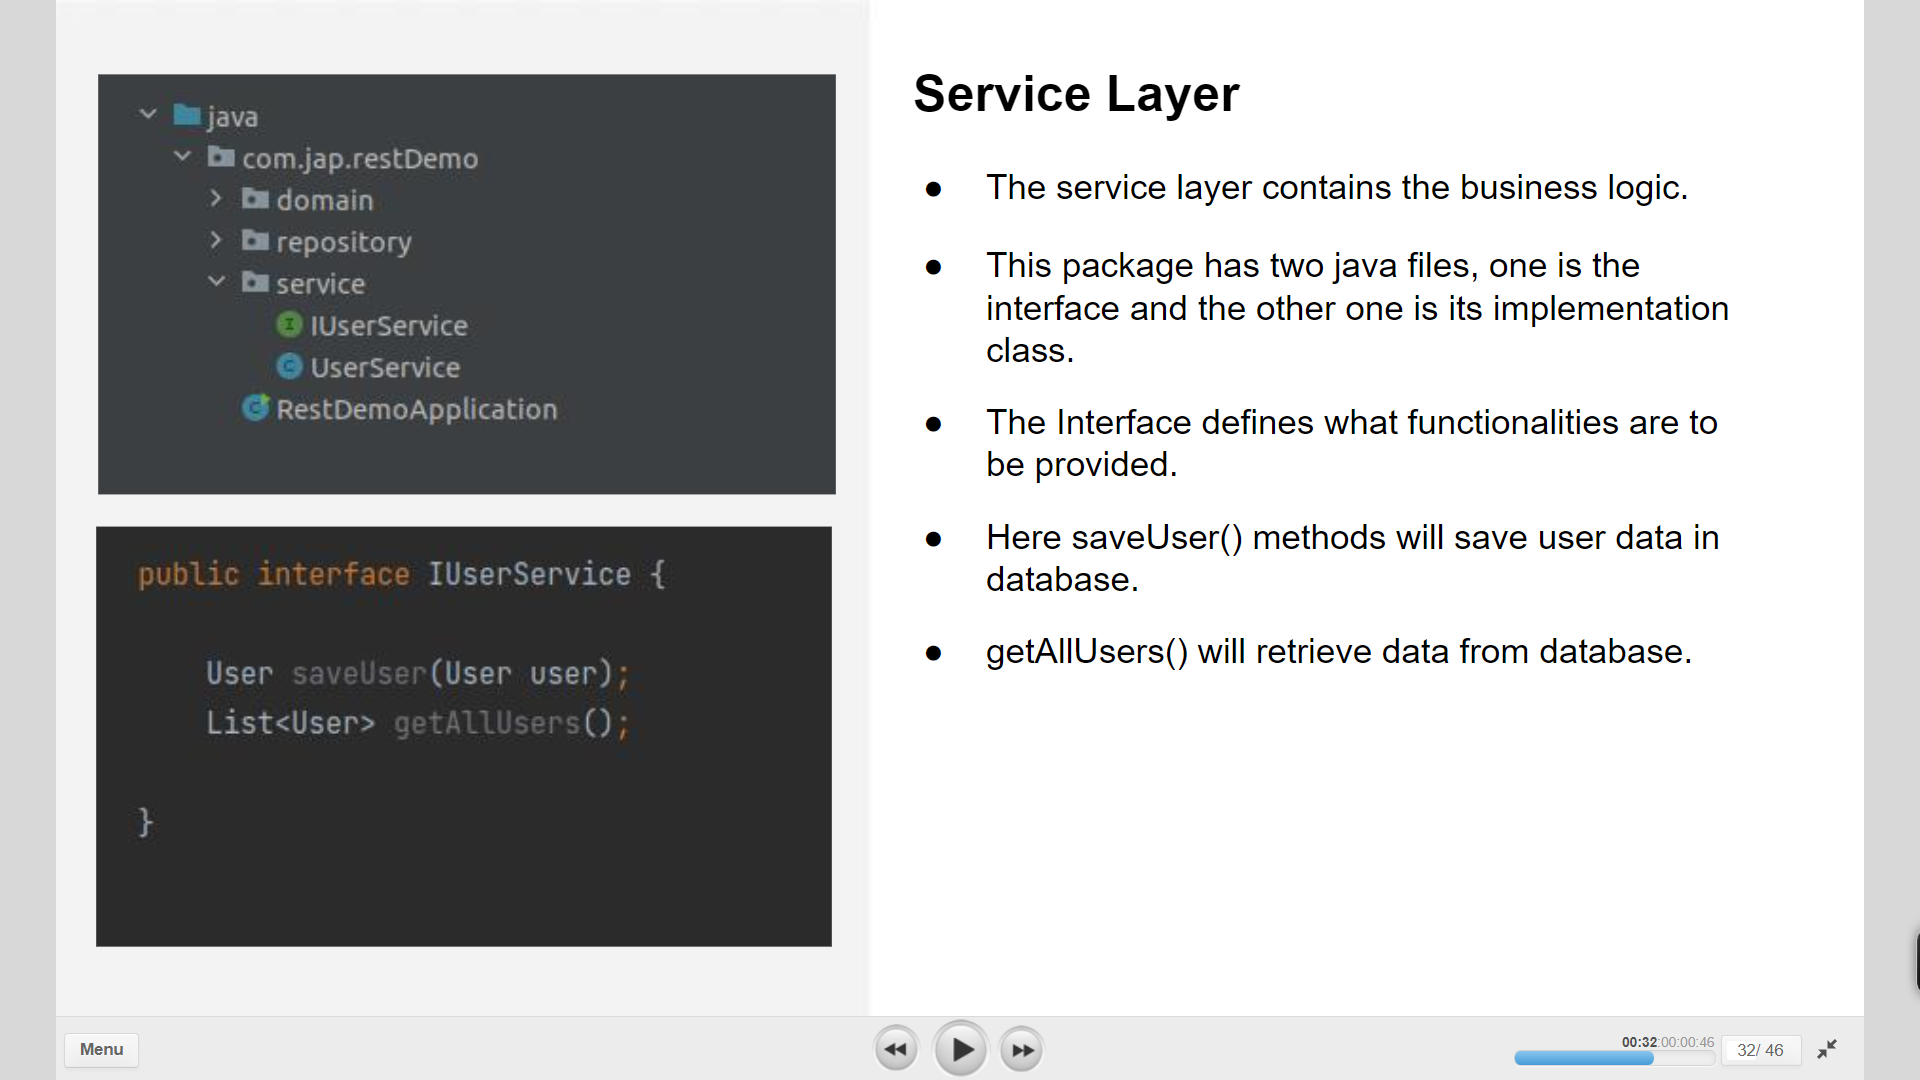 java
com.jap.restDemo
domain
repository
service
IUserService
UserService
RestDemoApplication
public interface IUserService {
User saveUser(User user);
List<User> getAllUsers();
}
Service Layer
● The service layer contains the business logic.
● This package has two java files, one is the
interface and the other one is its implementation
class.
● The Interface defines what functionalities are to
be provided.
● Here saveUser() methods will save user data in
database.
● getAllUsers() will retrieve data from database.
Menu
00:32:00:00:46
32/ 46